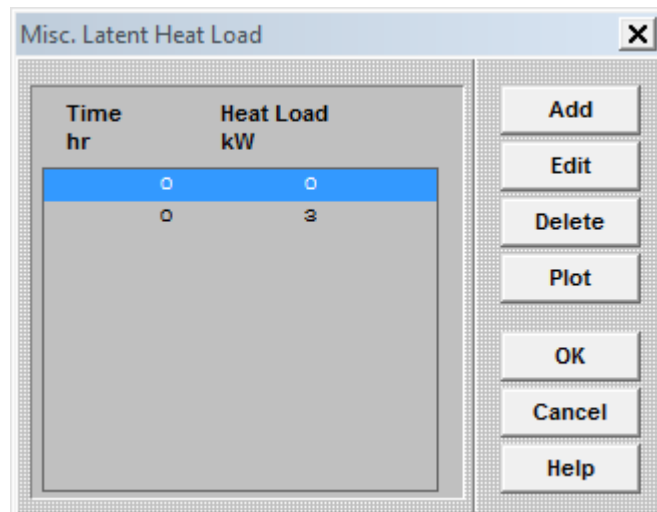 Misc. Latent Heat Load
Time Heat Load
hr kW
0 0
0 3
Add
Edit
Delete
Plot
OK
Cancel
Help